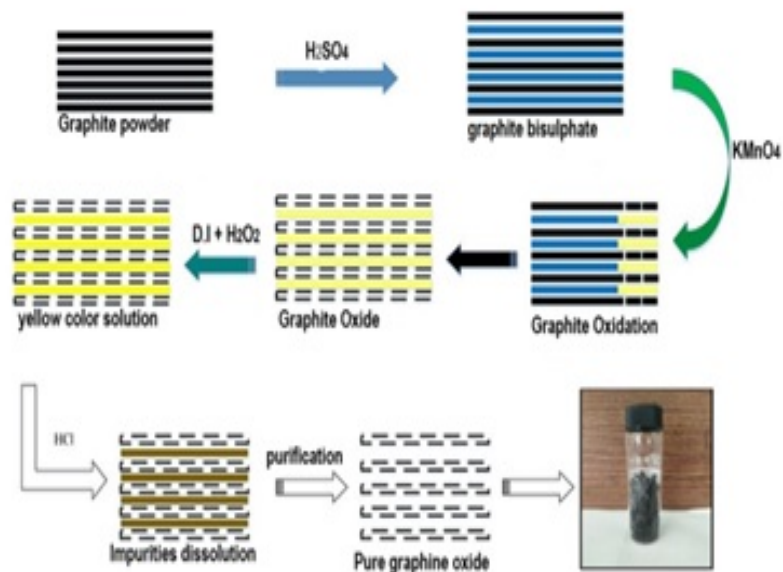 H2SO4
Graphite powder
graphite bisulphate
KMnO4
Graphite Oxidation
Graphite Oxide
D.I + H2O2
yellow color solution
HCl
Impurities dissolution
purification
Pure graphine oxide